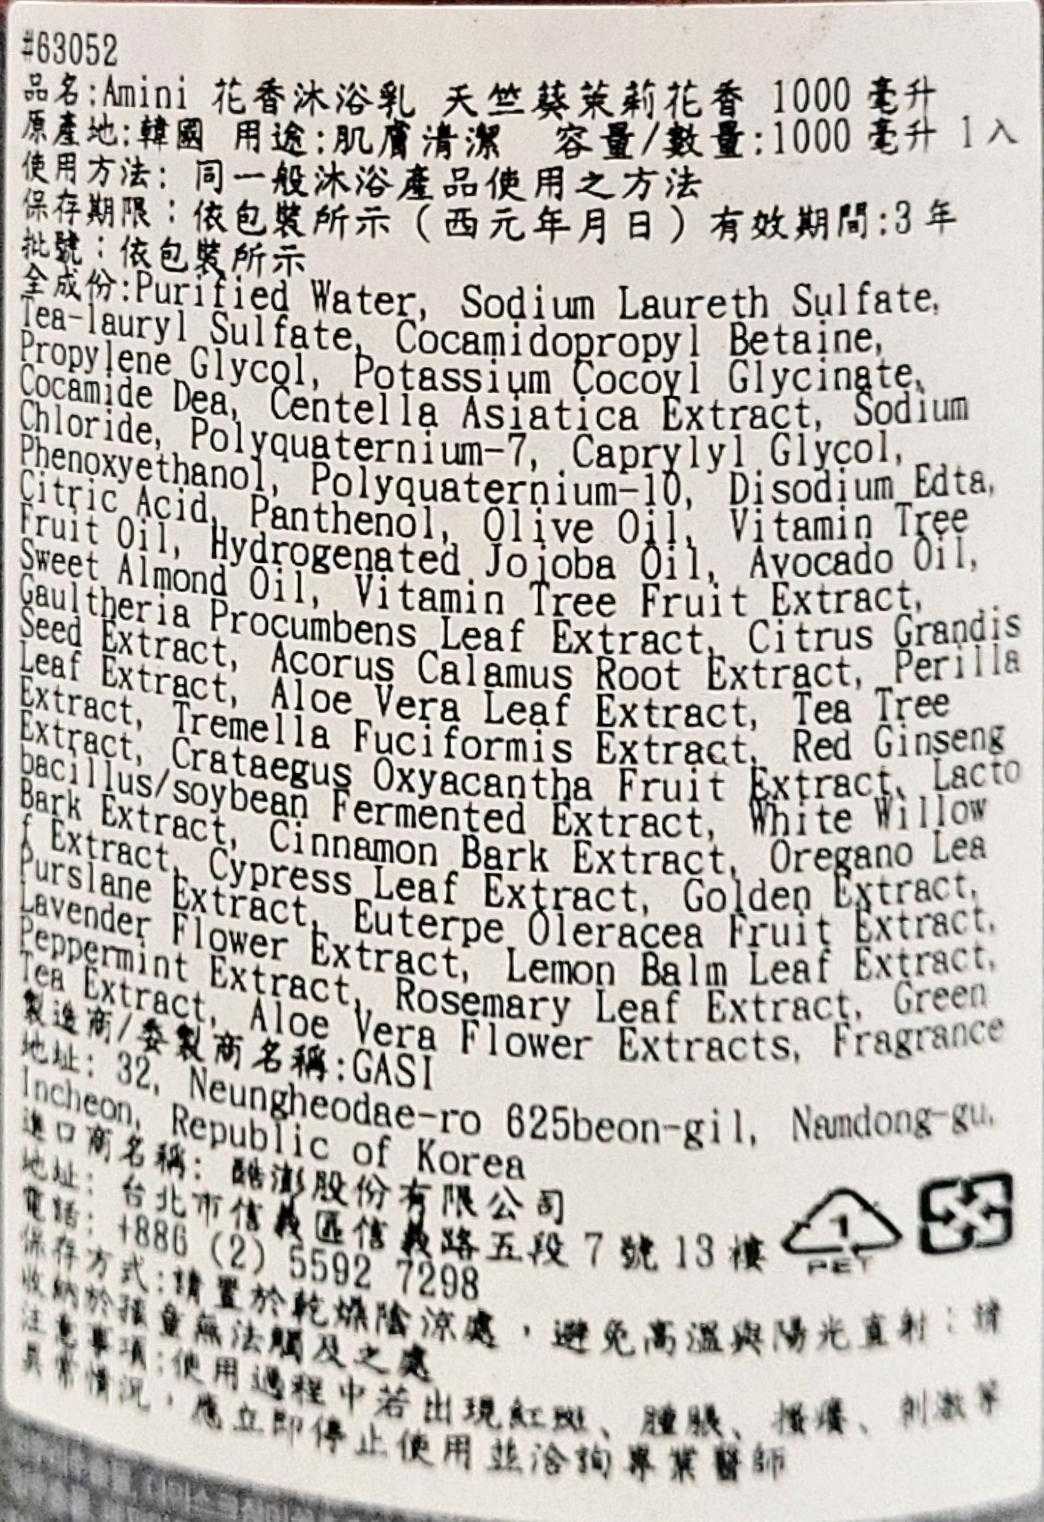 #63052
品名:Amini 花香沐浴乳 天竺葵茉莉花香 1000 毫升
原產地:韓國 用途:肌膚清潔 容量/數量:1000 毫升 1入
使用方法: 同一般沐浴產品使用之方法
保存期限:依包裝所示(西元年月日)有效期間:3年
批號:依包裝所示
全成份:Purified Water, Sodium Laureth Sulfate,
Tea-lauryl Sulfate, Cocamidopropyl Betaine,
Propylene Glycol, Potassium Cocoyl Glycinate,
Cocamide Dea, Centella Asiatica Extract, Sodium
Chloride, Polyquaternium-7, Caprylyl Glycol,
Phenoxyethanol, Polyquaternium-10, Disodium Edta,
Citric Acid, Panthenol, Olive Oil, Vitamin Tree
Fruit Oil, Hydrogenated Jojoba Oil, Avocado Oil,
Sweet Almond Oil, Vitamin Tree Fruit Extract,
Gaultheria Procumbens Leaf Extract, Citrus Grandis
Seed Extract, Acorus Calamus Root Extract, Perilla
Leaf Extract, Aloe Vera Leaf Extract, Tea Tree
Extract, Tremella Fuciformis Extract, Red Ginseng
Extract, Crataegus Oxyacantha Fruit Extract, Lacto
bacillus/soybean Fermented Extract, White Willow
Bark Extract, Cinnamon Bark Extract, Oregano Lea
f Extract, Cypress Leaf Extract, Golden Extract,
Purslane Extract, Euterpe Oleracea Fruit Extract,
Lavender Flower Extract, Lemon Balm Leaf Extract,
Peppermint Extract, Rosemary Leaf Extract, Green
Tea Extract, Aloe Vera Flower Extracts, Fragrance
製造商/委製商名稱:GASI
地址: 32, Neungheodae-ro 625beon-gil, Namdong-gu,
Incheon, Republic of Korea
進口商名稱: 酷澎股份有限公司
地址: 台北市信義區信義路五段7號13樓
電話: +886 (2) 5592 7298
保存方式:請置於乾燥陰涼處,避免高溫與陽光直射;請
收納於孩童無法觸及之處
注意事項:使用過程中若出現紅斑、腫脹、搔癢、刺激等
異常情況,應立即停止使用並洽詢專業醫師
1
PET